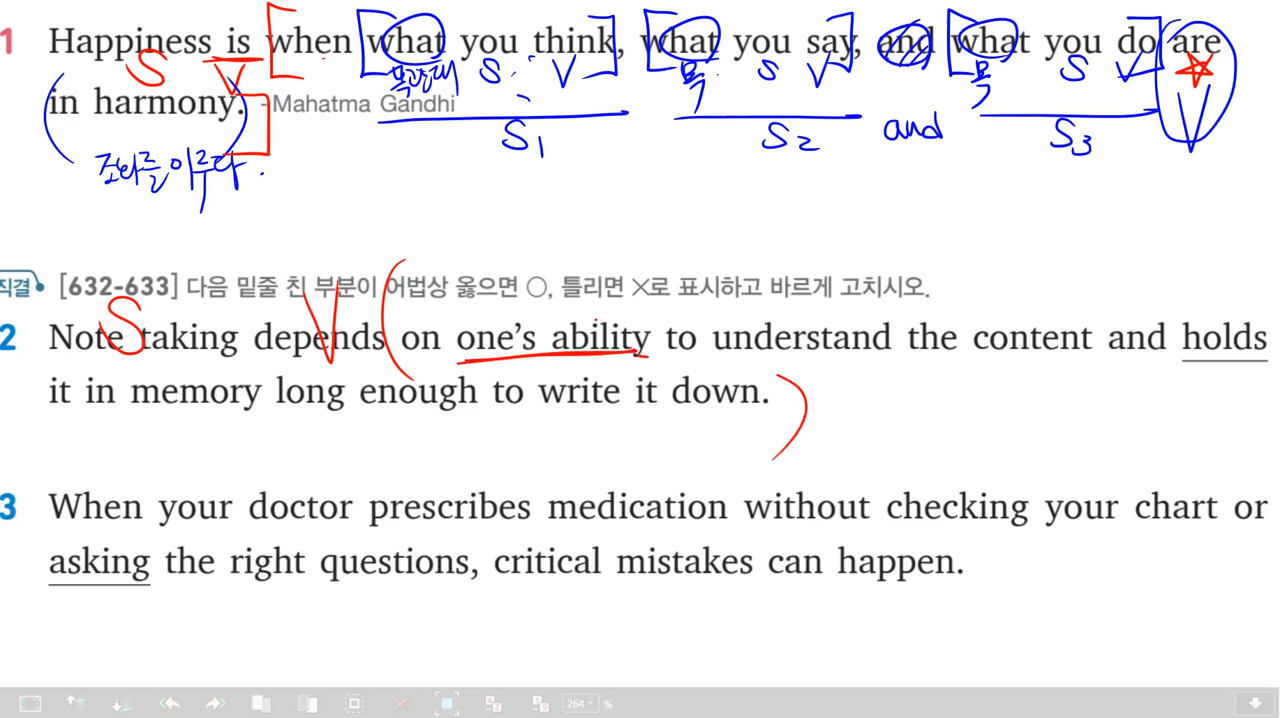 1 Happiness is when what you think, what you say, and what you do are
S V 목관대 S V 목 S V 목 S V
in harmony. -Mahatma Gandhi
S1 S2 and S3
조화를 이루다.
직결 [632-633] 다음 밑줄 친 부분이 어법상 옳으면 ○, 틀리면 ×로 표시하고 바르게 고치시오.
S V
2 Note taking depends on one's ability to understand the content and holds
it in memory long enough to write it down.
3 When your doctor prescribes medication without checking your chart or
asking the right questions, critical mistakes can happen.
264 %